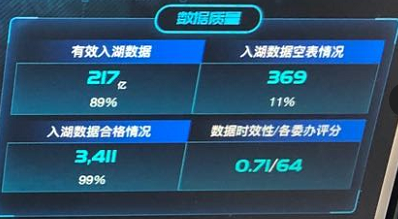 数据质量
有效入湖数据
入湖数据空表情况
217亿
369
89%
11%
入湖数据合格情况
数据时效性/各委办评分
3,411
0.71/64
99%